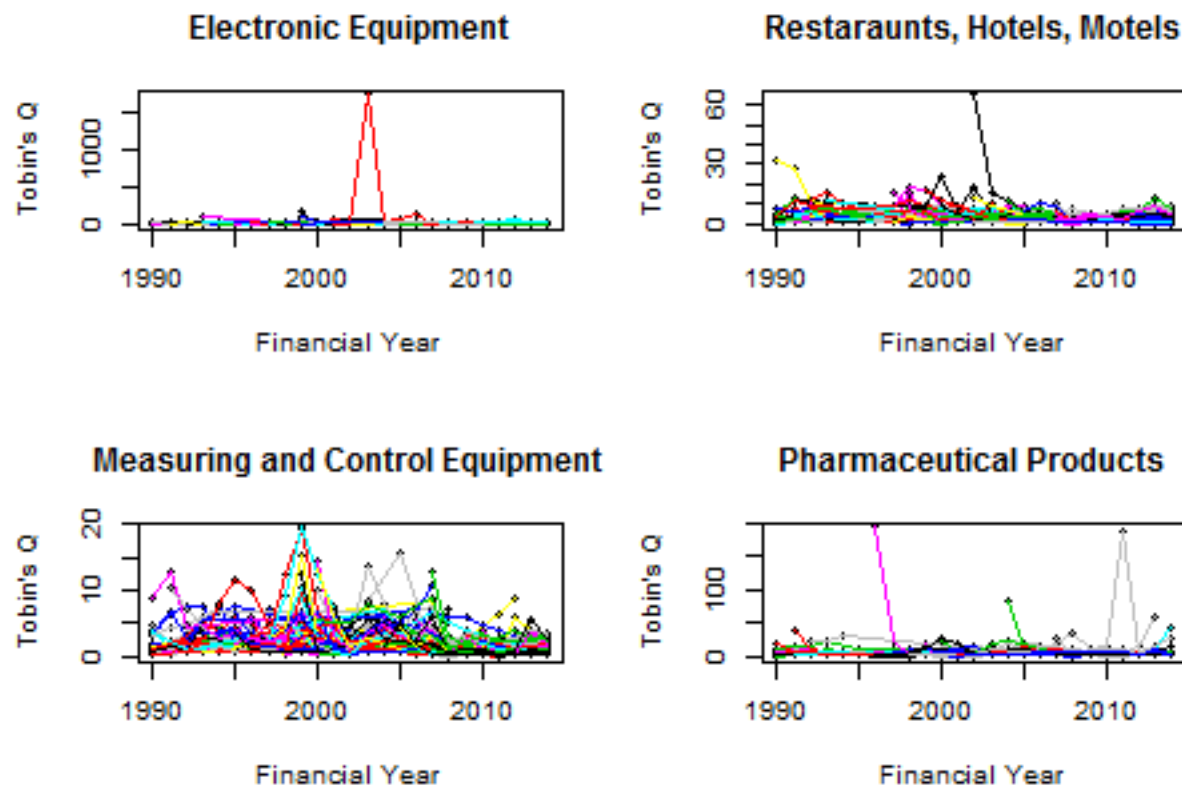 Electronic Equipment
Tobin's Q
0
1000
1990
2000
2010
Financial Year
Restaraunts, Hotels, Motels
Tobin's Q
0
30
60
1990
2000
2010
Financial Year
Measuring and Control Equipment
Tobin's Q
0
10
20
1990
2000
2010
Financial Year
Pharmaceutical Products
Tobin's Q
0
100
1990
2000
2010
Financial Year